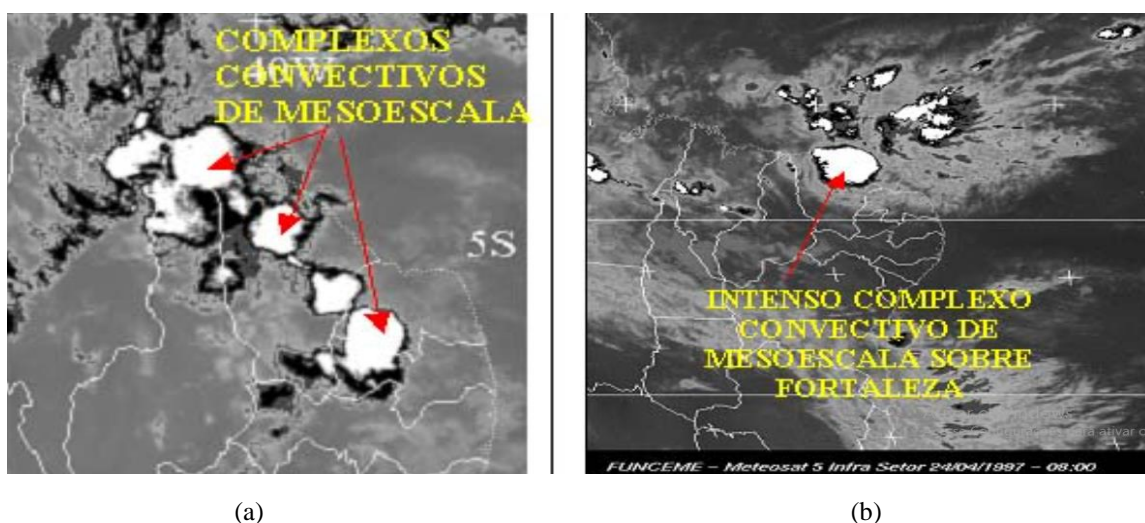 COMPLEXOS
CONVECTIVOS
40W
DE MESOESCALA
5S
INTENSO COMPLEXO
CONVECTIVO DE
MESOESCALA SOBRE
FORTALEZA
FUNCEME - Meteosat 5 Infra Setor 24/04/1997 - 08:00
(a)
(b)